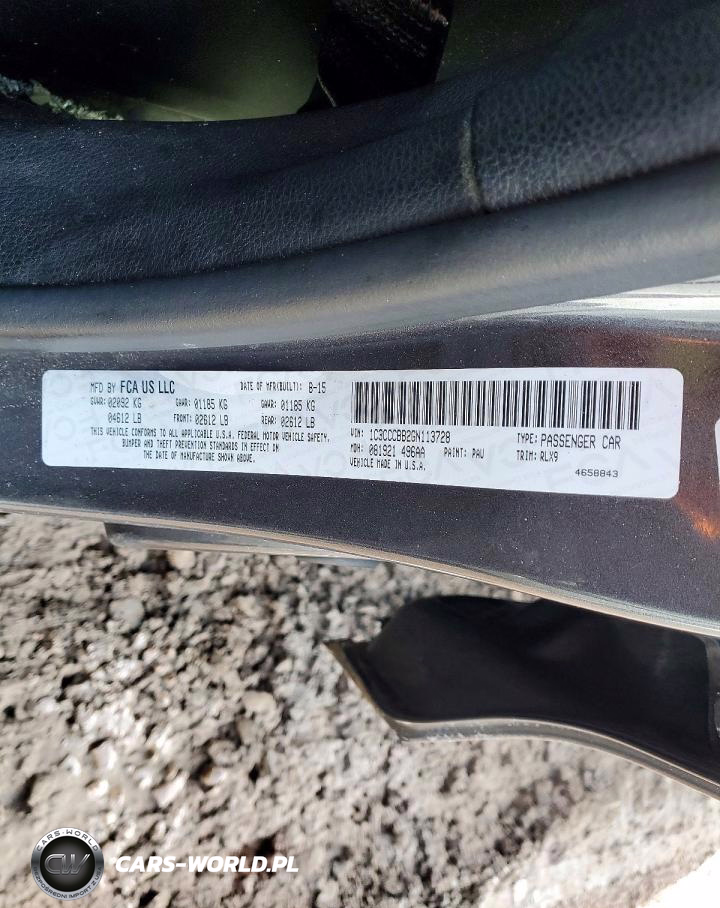 MFD BY FCA US LLC DATE OF MFR(BUILT): 8-15
GVWR: 02092 KG GAWR: 01185 KG GAWR: 01185 KG
04612 LB FRONT: 02612 LB REAR: 02612 LB
THIS VEHICLE CONFORMS TO ALL APPLICABLE U.S.A. FEDERAL MOTOR VEHICLE SAFETY,
BUMPER AND THEFT PREVENTION STANDARDS IN EFFECT ON
THE DATE OF MANUFACTURE SHOWN ABOVE.
VIN: 1C3CCCBB2GN113728 TYPE: PASSENGER CAR
MDH: 081921 496AA PAINT: PAU TRIM: RLX9
VEHICLE MADE IN U.S.A. 4658843
CARS-WORLD
CW
CARS-WORLD.PL